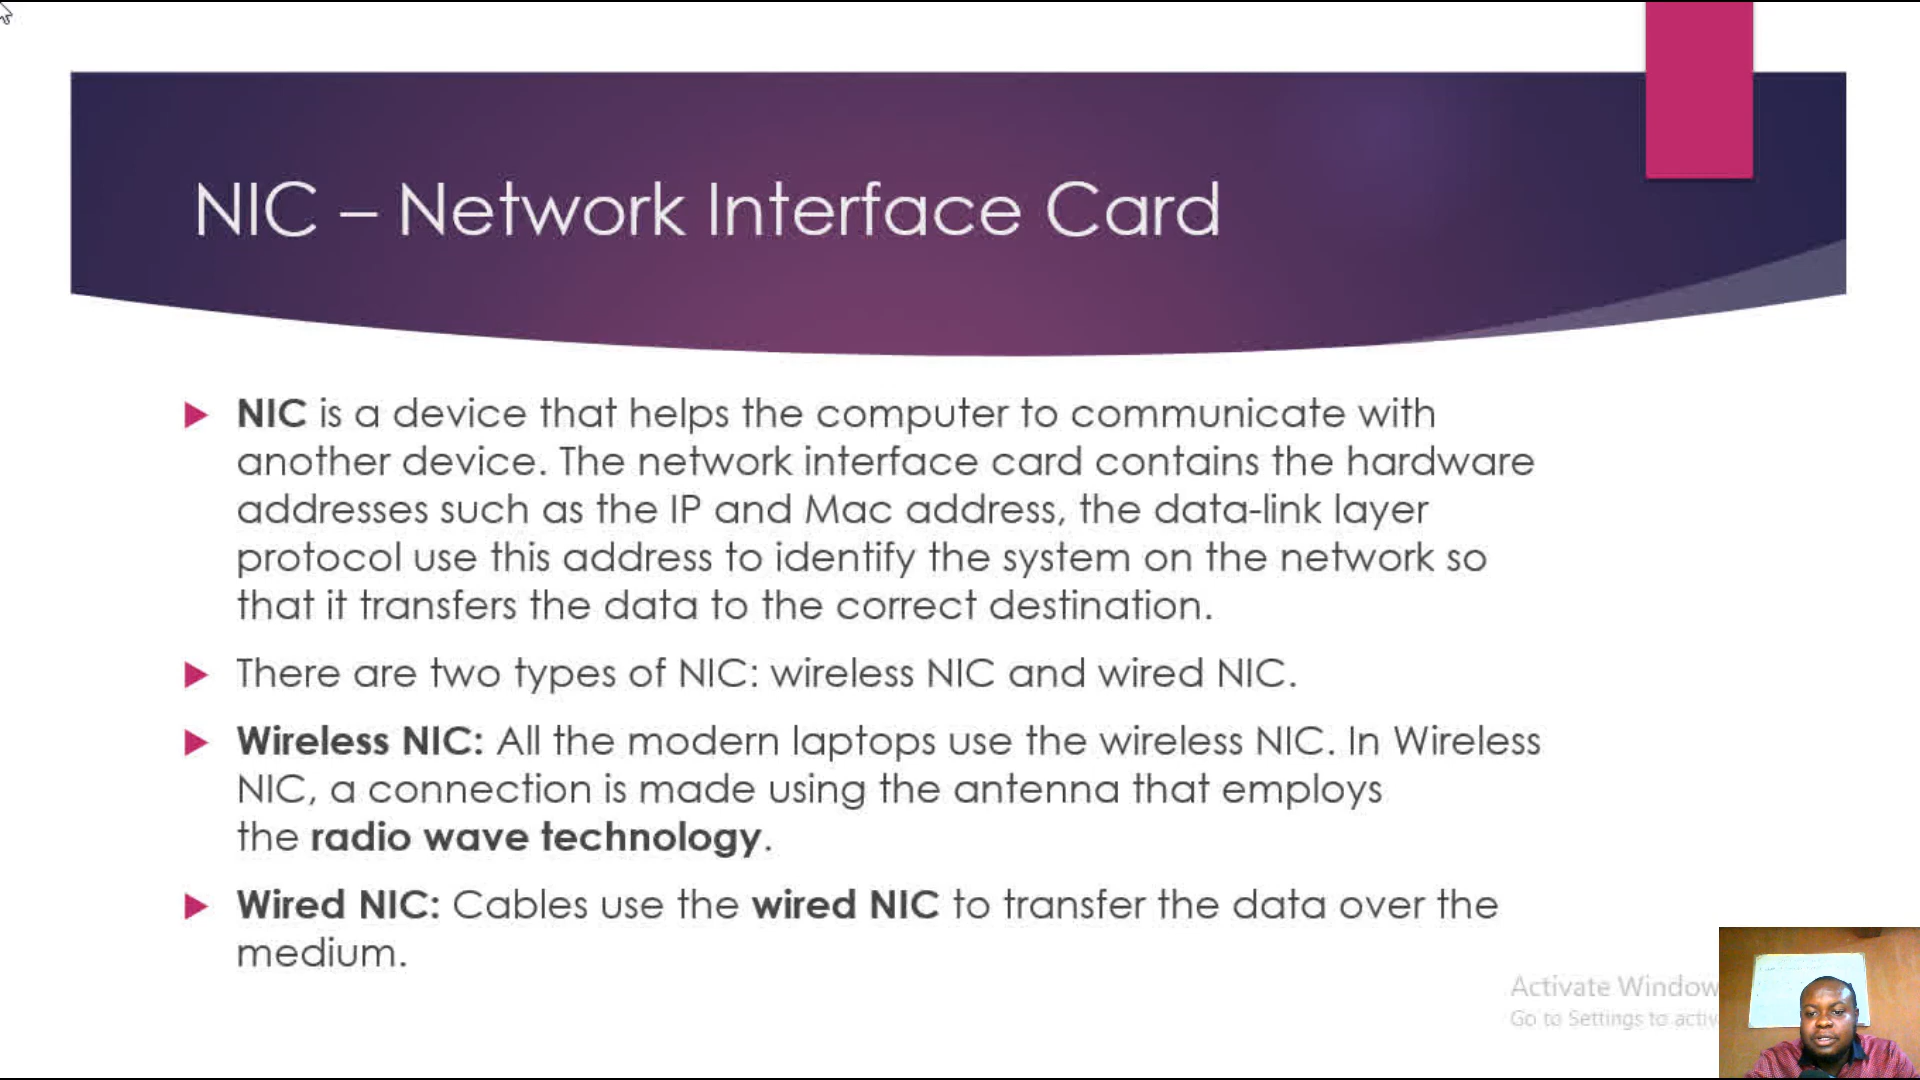 NIC – Network Interface Card
NIC is a device that helps the computer to communicate with
another device. The network interface card contains the hardware
addresses such as the IP and Mac address, the data-link layer
protocol use this address to identify the system on the network so
that it transfers the data to the correct destination.
There are two types of NIC: wireless NIC and wired NIC.
Wireless NIC: All the modern laptops use the wireless NIC. In Wireless
NIC, a connection is made using the antenna that employs
the radio wave technology.
Wired NIC: Cables use the wired NIC to transfer the data over the
medium.
Activate Window
Go to Settings to activ